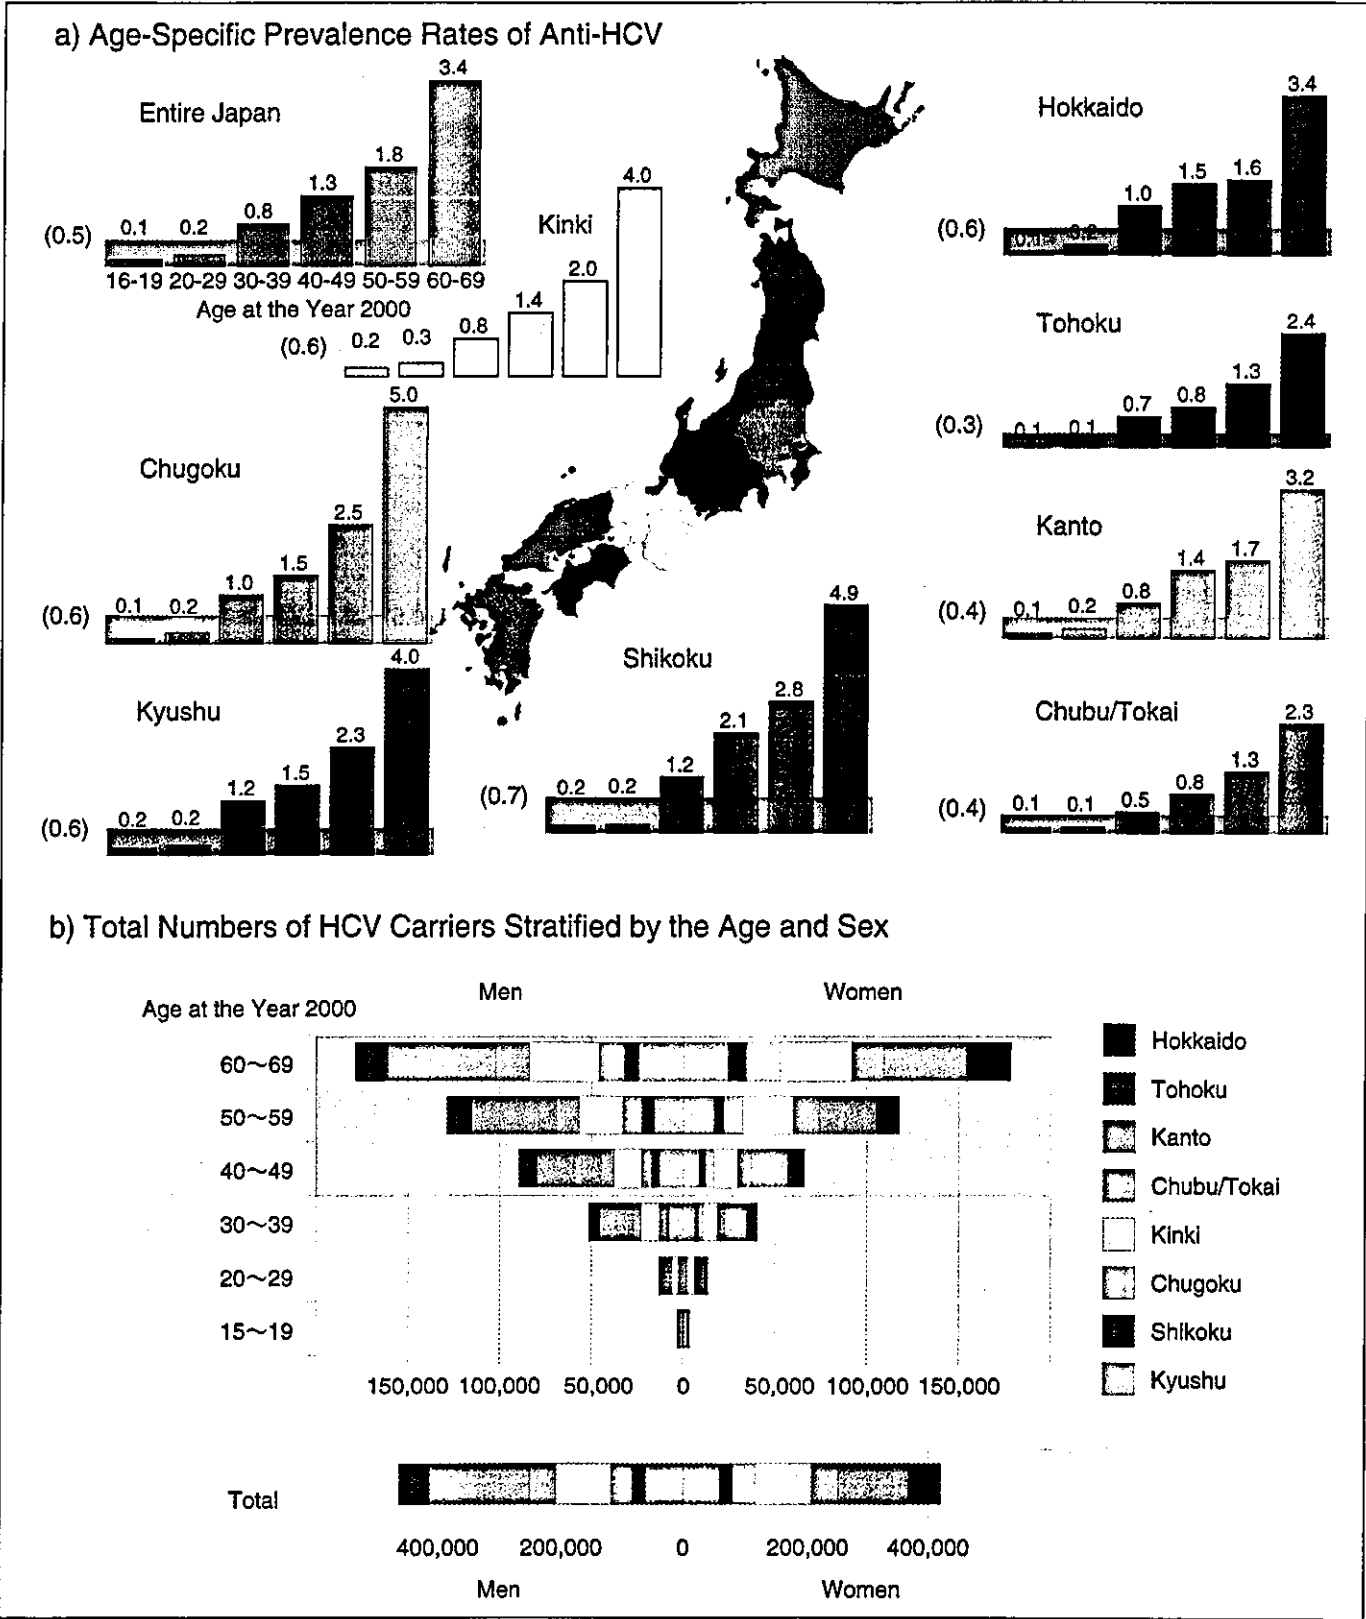 a) Age-Specific Prevalence Rates of Anti-HCV
Entire Japan
(0.5)
0.1 0.2 0.8 1.3 1.8 3.4
16-19 20-29 30-39 40-49 50-59 60-69
Age at the Year 2000
Kinki
(0.6)
0.2 0.3 0.8 1.4 2.0 4.0
Hokkaido
(0.6)
0.1 0.2 1.0 1.5 1.6 3.4
Tohoku
(0.3)
0.1 0.1 0.7 0.8 1.3 2.4
Chugoku
(0.6)
0.1 0.2 1.0 1.5 2.5 5.0
Kanto
(0.4)
0.1 0.2 0.8 1.4 1.7 3.2
Kyushu
(0.6)
0.2 0.2 1.2 1.5 2.3 4.0
Shikoku
(0.7)
0.2 0.2 1.2 2.1 2.8 4.9
Chubu/Tokai
(0.4)
0.1 0.1 0.5 0.8 1.3 2.3
b) Total Numbers of HCV Carriers Stratified by the Age and Sex
Men Women
Age at the Year 2000
60～69
50～59
40～49
30～39
20～29
15～19
150,000 100,000 50,000 0 50,000 100,000 150,000
Hokkaido
Tohoku
Kanto
Chubu/Tokai
Kinki
Chugoku
Shikoku
Kyushu
Total
400,000 200,000 0 200,000 400,000
Men Women